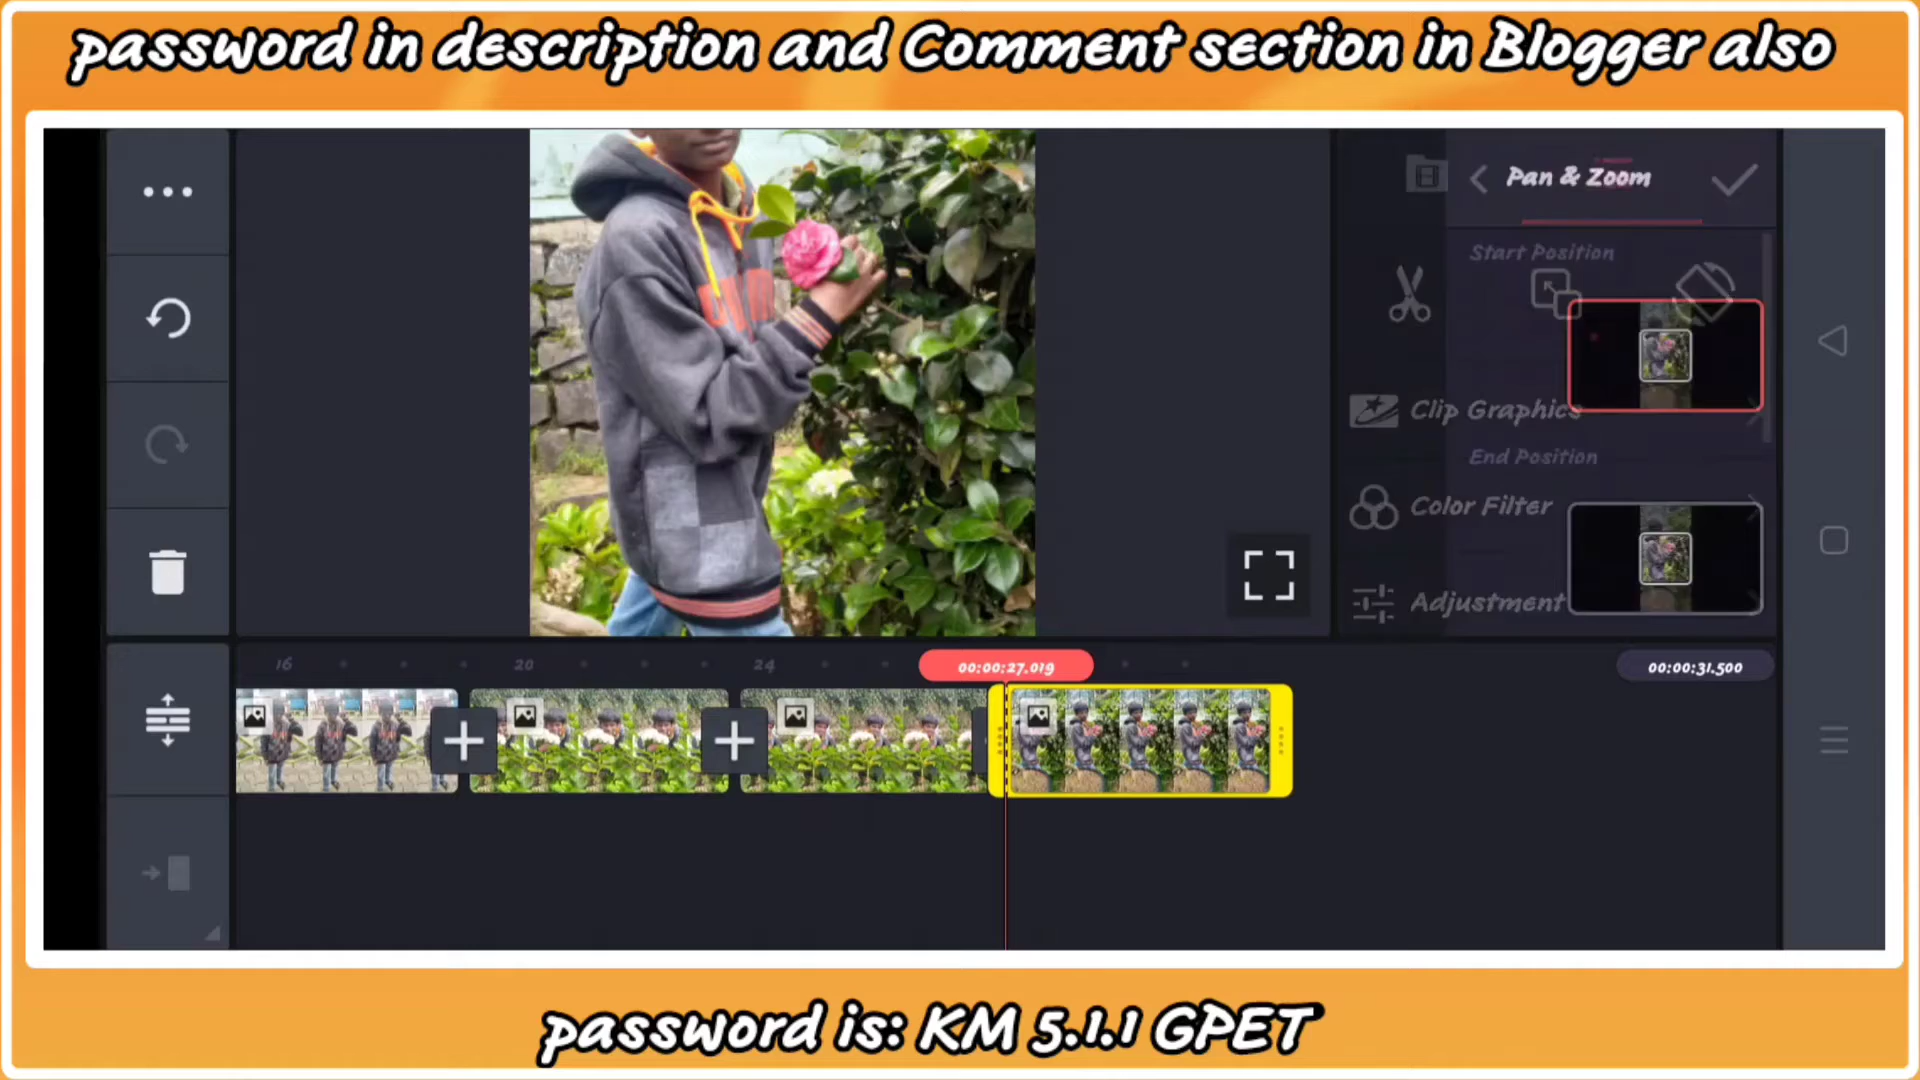 password in description and Comment section in Blogger also
Pan & Zoom
Start Position
Clip Graphics
End Position
Color Filter
Adjustment
16
20
24
00:00:27.019
00:00:31.500
password is: KM 5.1.1 GPET